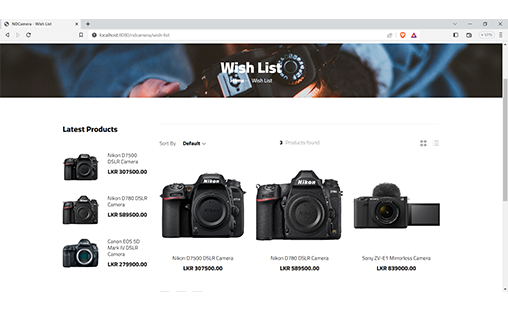 NDCamera - Wish List
localhost:8080/ndcamera/wish-list
Wish List
Home
Wish List
Latest Products
Sort By
Default
3 Products found
Nikon D7500
DSLR Camera
LKR 307500.00
Nikon D780 DSLR
Camera
LKR 589500.00
Canon EOS 5D
Mark IV DSLR
Camera
LKR 279900.00
Nikon
Nikon
Nikon D7500 DSLR Camera
LKR 307500.00
Nikon D780 DSLR Camera
LKR 589500.00
Sony ZV-E1 Mirrorless Camera
LKR 839000.00